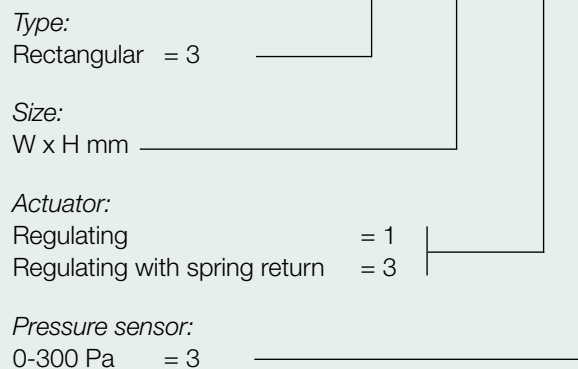 Type:
Rectangular = 3
Size:
W x H mm
Actuator:
Regulating = 1
Regulating with spring return = 3
Pressure sensor:
0-300 Pa = 3